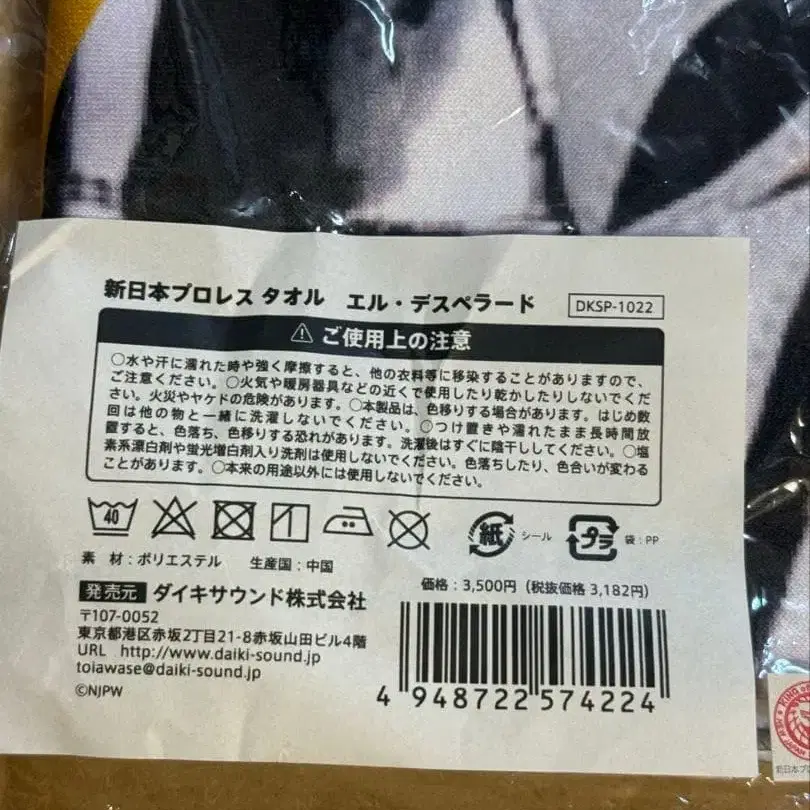 新日本プロレス タオル エル・デスペラード
DKSP-1022
⚠ ご使用上の注意
○水や汗に濡れた時や強く摩擦すると、他の衣料等に移染することがありますので、
ご注意ください。○火気や暖房器具などの近くで使用したり乾かしたりしないでくだ
さい。火災やヤケドの危険があります。○本製品は、色移りする場合があります。はじめ数
回は他の物と一緒に洗濯しないでください。○つけ置きや濡れたまま長時間放
置すると、色落ち、色移りする恐れがあります。洗濯後はすぐに陰干ししてください。○塩
素系漂白剤や蛍光増白剤入り洗剤は使用しないでください。色落ちしたり、色合いが変わる
ことがあります。○本来の用途以外には使用しないでください。
40
紙 シール
プラ 袋：PP
素 材：ポリエステル 生産国：中国
発売元 ダイキサウンド株式会社
〒107-0052
東京都港区赤坂2丁目21-8赤坂山田ビル4階
URL http://www.daiki-sound.jp
toiawase@daiki-sound.jp
©NJPW
価格：3,500円（税抜価格 3,182円）
4 948722 574224
新日本プロ